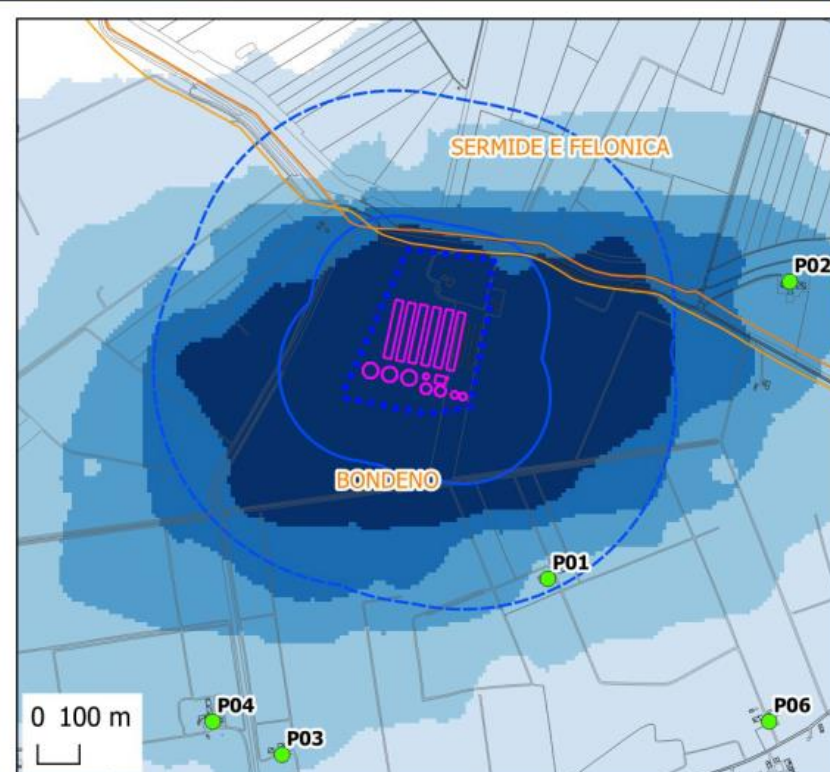 SERMIDE E FELONICA
P02
BONDENO
P01
P04
P06
P03
0 100 m